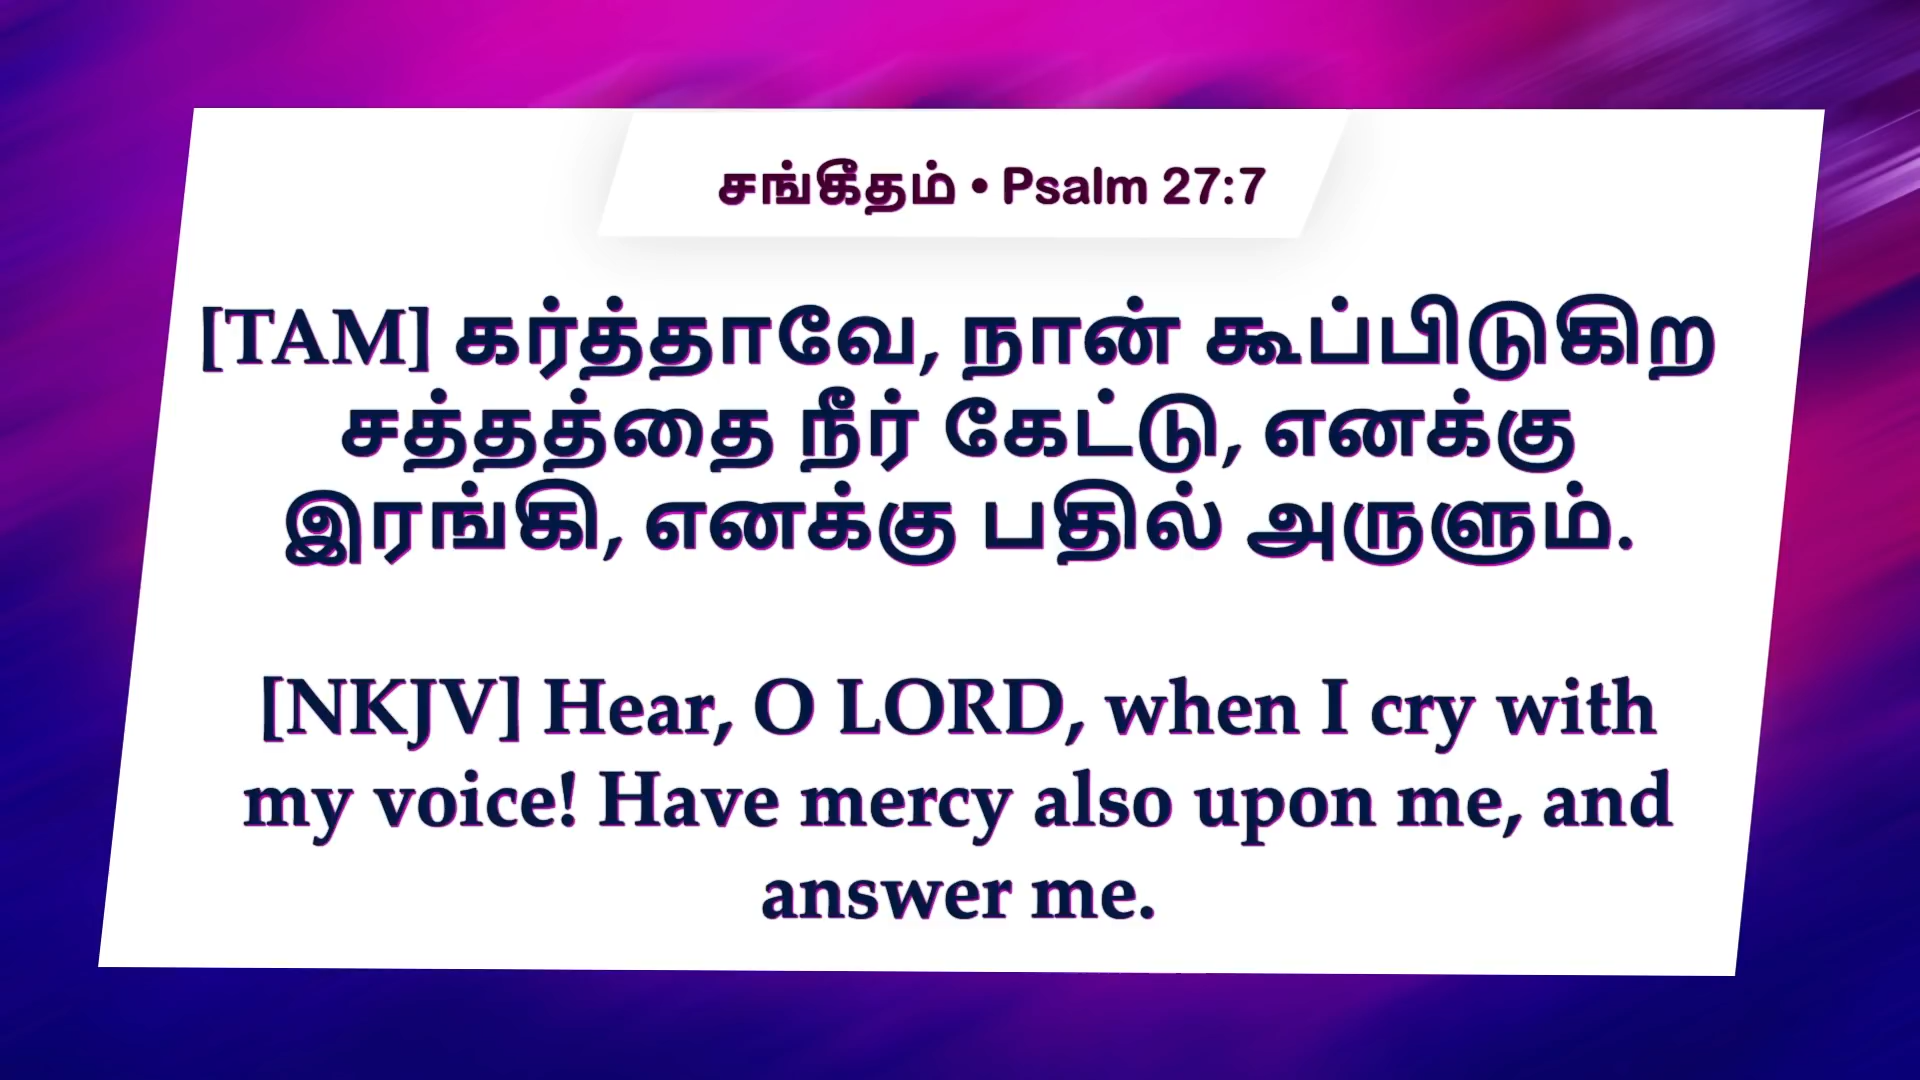 சங்கீதம் • Psalm 27:7
[TAM] கர்த்தாவே, நான் கூப்பிடுகிற
சத்தத்தை நீர் கேட்டு, எனக்கு
இரங்கி, எனக்கு பதில் அருளும்.
[NKJV] Hear, O LORD, when I cry with
my voice! Have mercy also upon me, and
answer me.